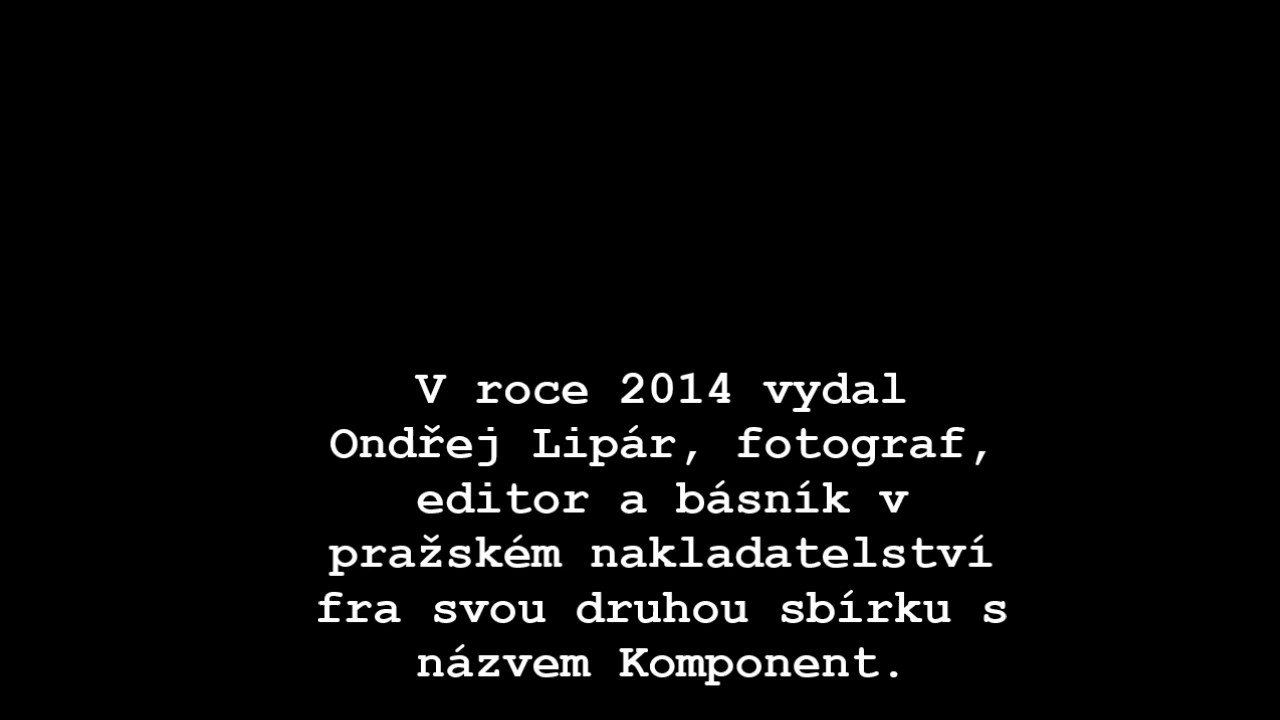 V roce 2014 vydal
Ondřej Lipár, fotograf,
editor a básník v
pražském nakladatelství
fra svou druhou sbírku s
názvem Komponent.